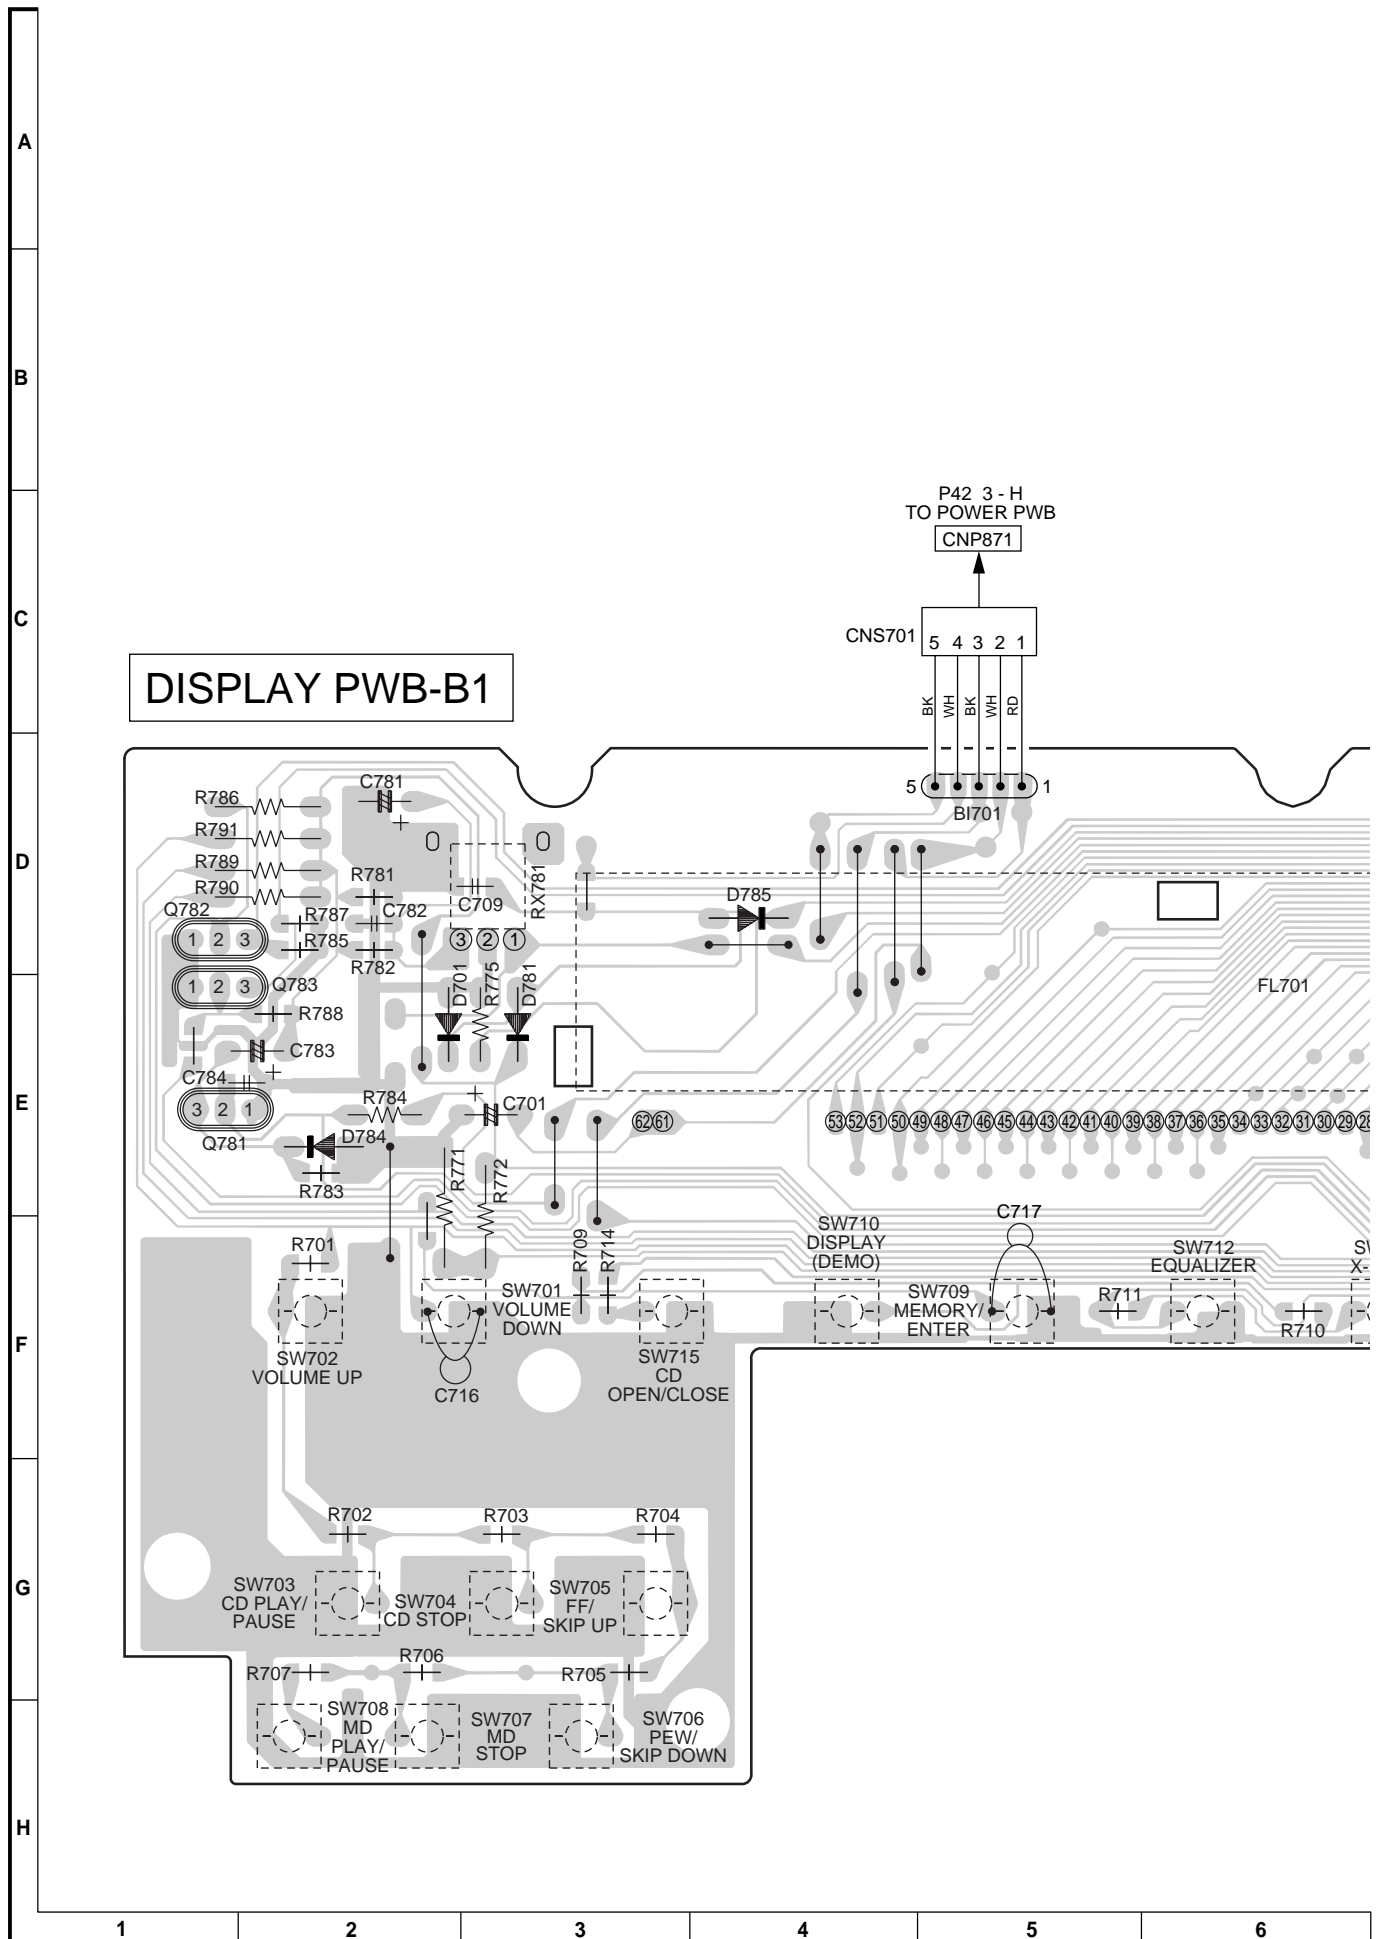 A
B
P42 3 - H
TO POWER PWB
CNP871
C
CNS701
5 4 3 2 1
DISPLAY PWB-B1
BK WH BK WH RD
C781
R786
5 1
BI701
R791
D
R789
R781
R790
C709
RX781
D785
Q782
R787
C782
1 2 3
R785
R782
3 2 1
D701
R775
D781
1 2 3
Q783
FL701
R788
C783
C784
E
3 2 1
R784
C701
62 61
53 52 51 50 49 48 47 46 45 44 43 42 41 40 39 38 37 36 35 34 33 32 31 30 29 28
Q781
D784
R771
R772
R783
C717
SW710
DISPLAY
(DEMO)
R701
R709
R714
SW712
EQUALIZER
SW
X-
SW701
VOLUME
DOWN
SW709
MEMORY/
ENTER
R711
R710
F
SW702
VOLUME UP
C716
SW715
CD
OPEN/CLOSE
R702
R703
R704
G
SW703
CD PLAY/
PAUSE
SW704
CD STOP
SW705
FF/
SKIP UP
R707
R706
R705
SW708
MD
PLAY/
PAUSE
SW707
MD
STOP
SW706
PEW/
SKIP DOWN
H
1 2 3 4 5 6